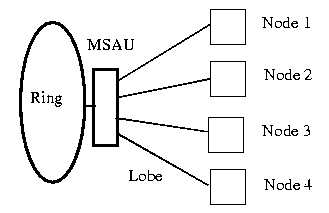 Node 1
MSAU
Node 2
Ring
Node 3
Lobe
Node 4